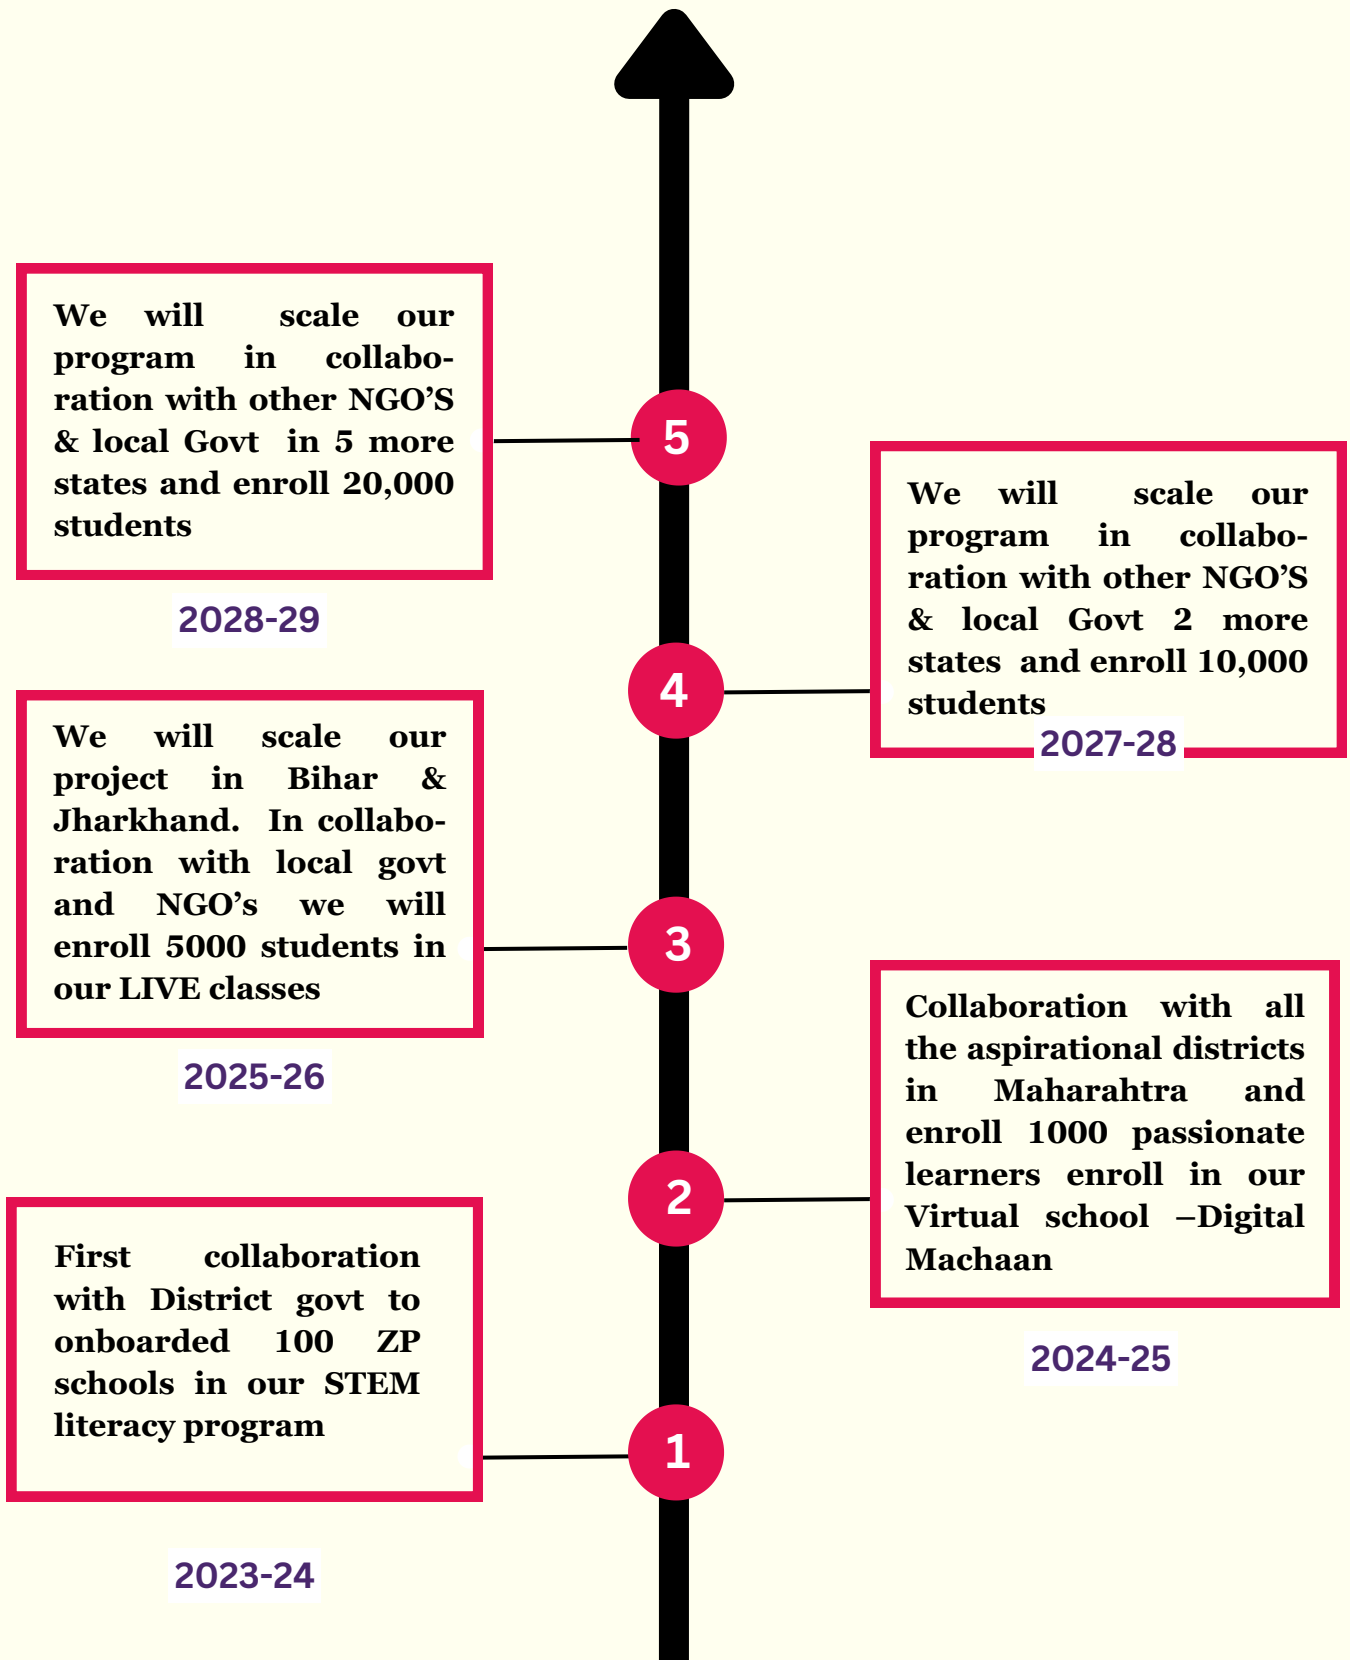 We will scale our
program in collabo-
ration with other NGO’S
& local Govt in 5 more
states and enroll 20,000
students
2028-29
5
We will scale our
program in collabo-
ration with other NGO’S
& local Govt 2 more
states and enroll 10,000
students
2027-28
4
We will scale our
project in Bihar &
Jharkhand. In collabo-
ration with local govt
and NGO’s we will
enroll 5000 students in
our LIVE classes
2025-26
3
Collaboration with all
the aspirational districts
in Maharahtra and
enroll 1000 passionate
learners enroll in our
Virtual school –Digital
Machaan
2024-25
2
First collaboration
with District govt to
onboarded 100 ZP
schools in our STEM
literacy program
2023-24
1